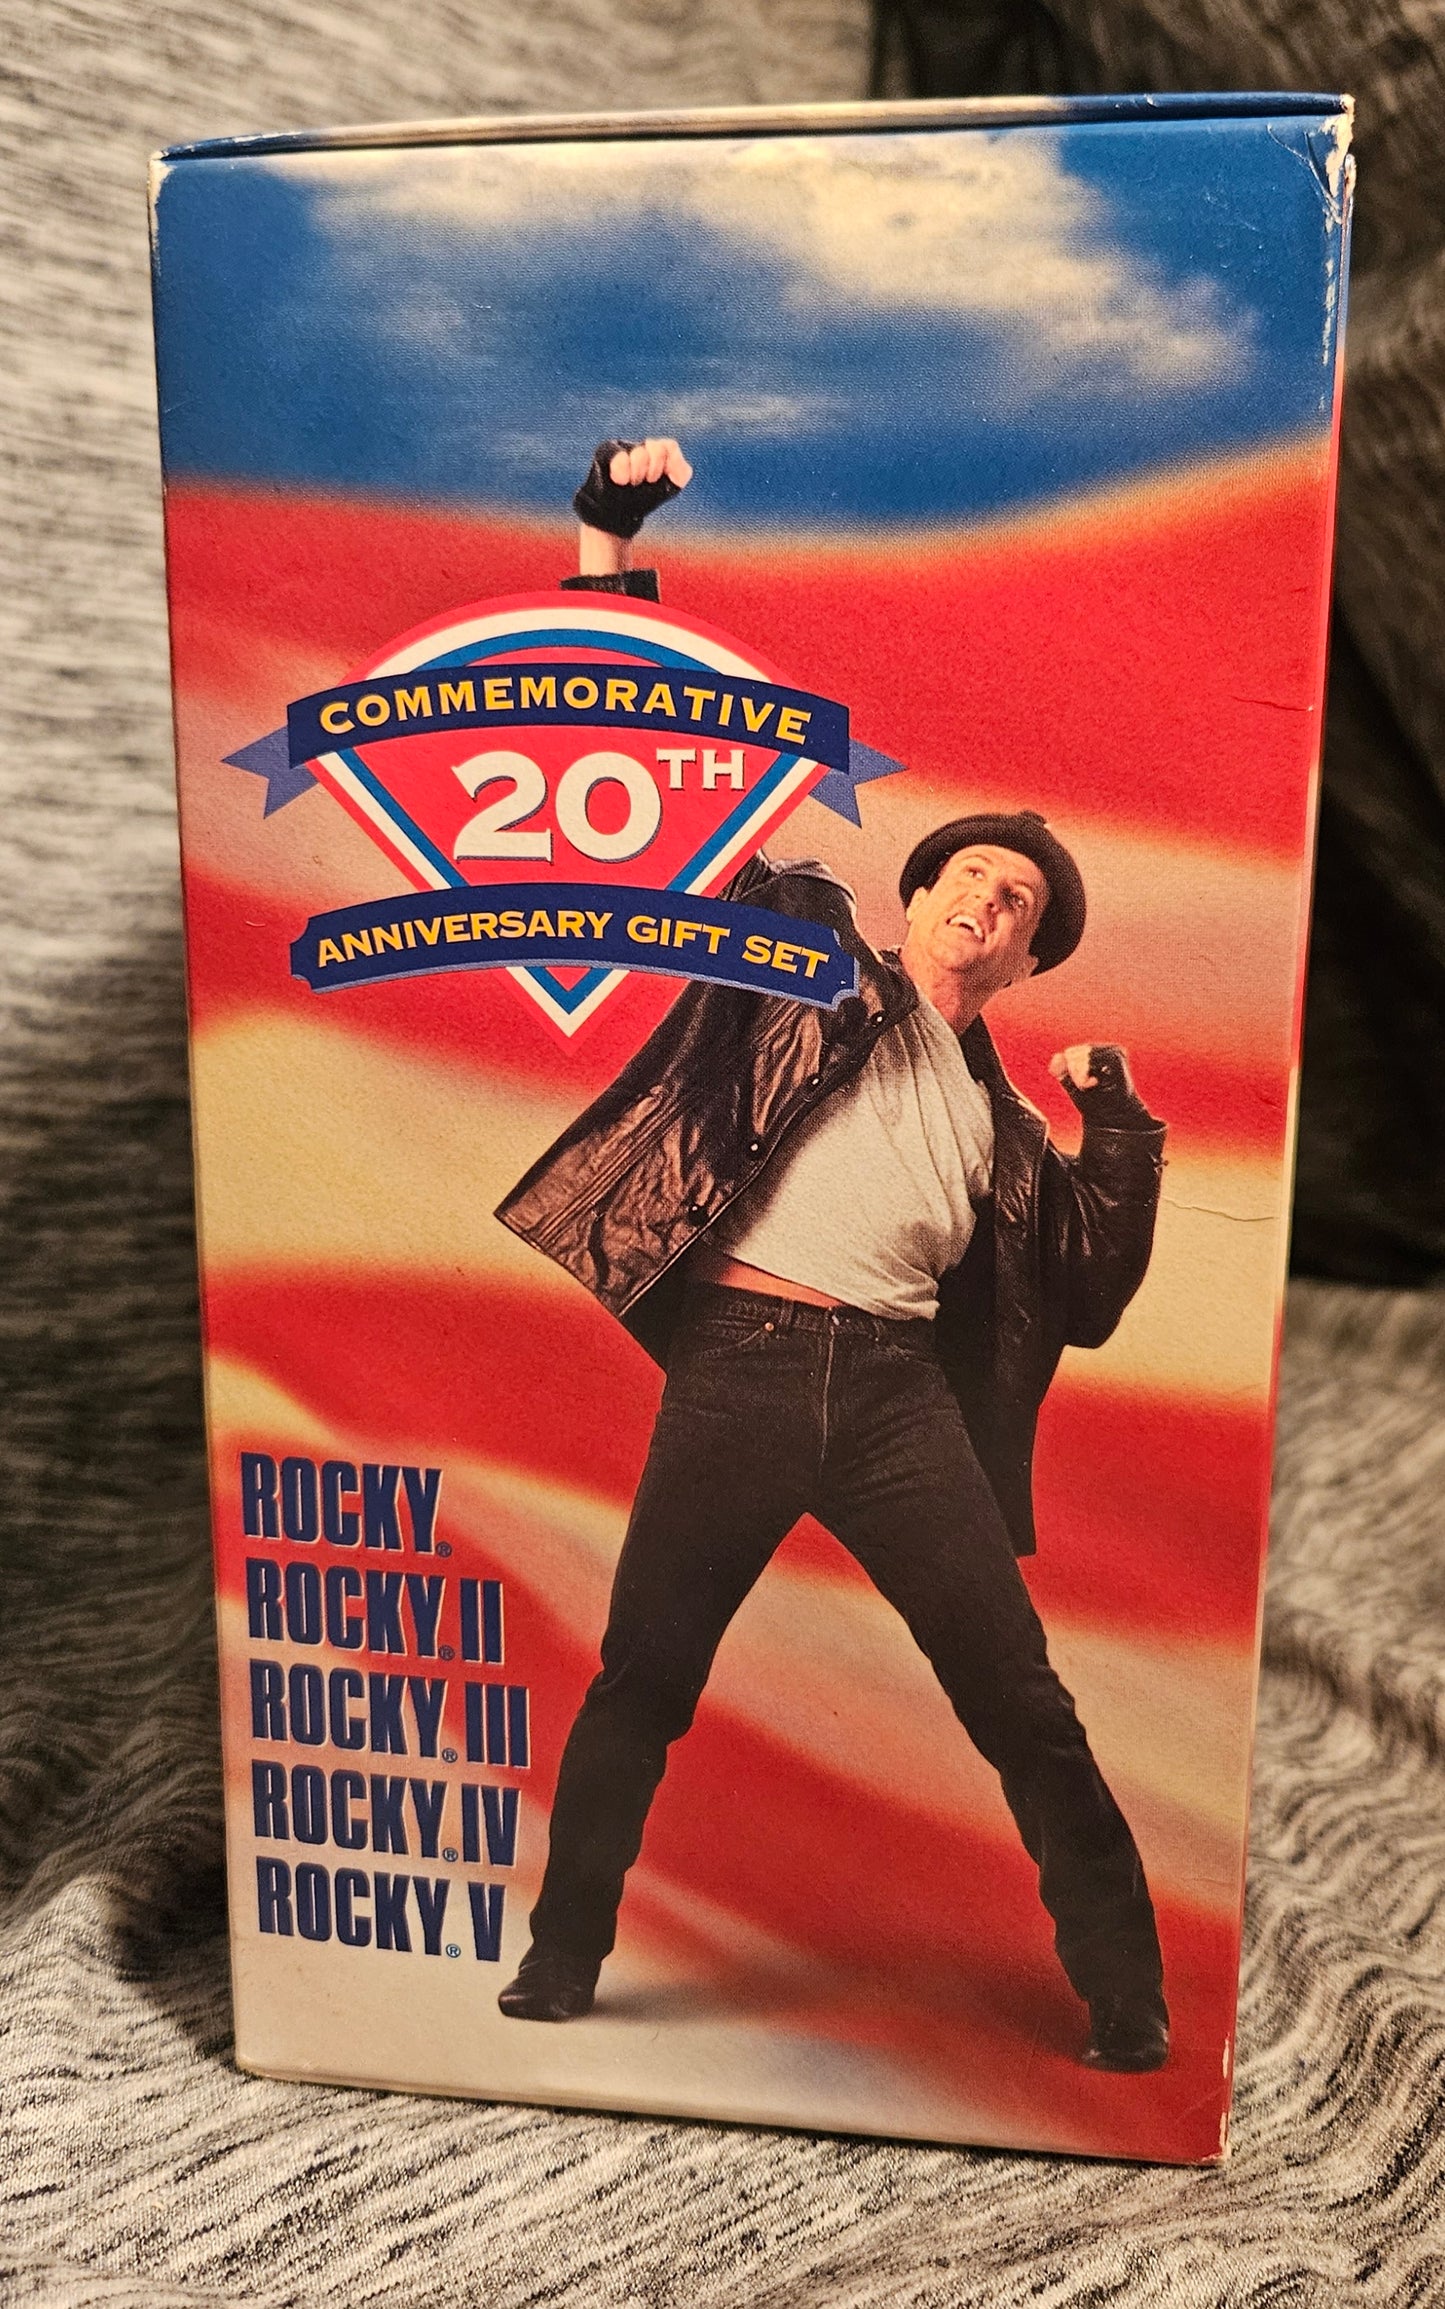 COMMEMORATIVE
20TH
ANNIVERSARY GIFT SET
ROCKY®
ROCKY® II
ROCKY® III
ROCKY® IV
ROCKY® V